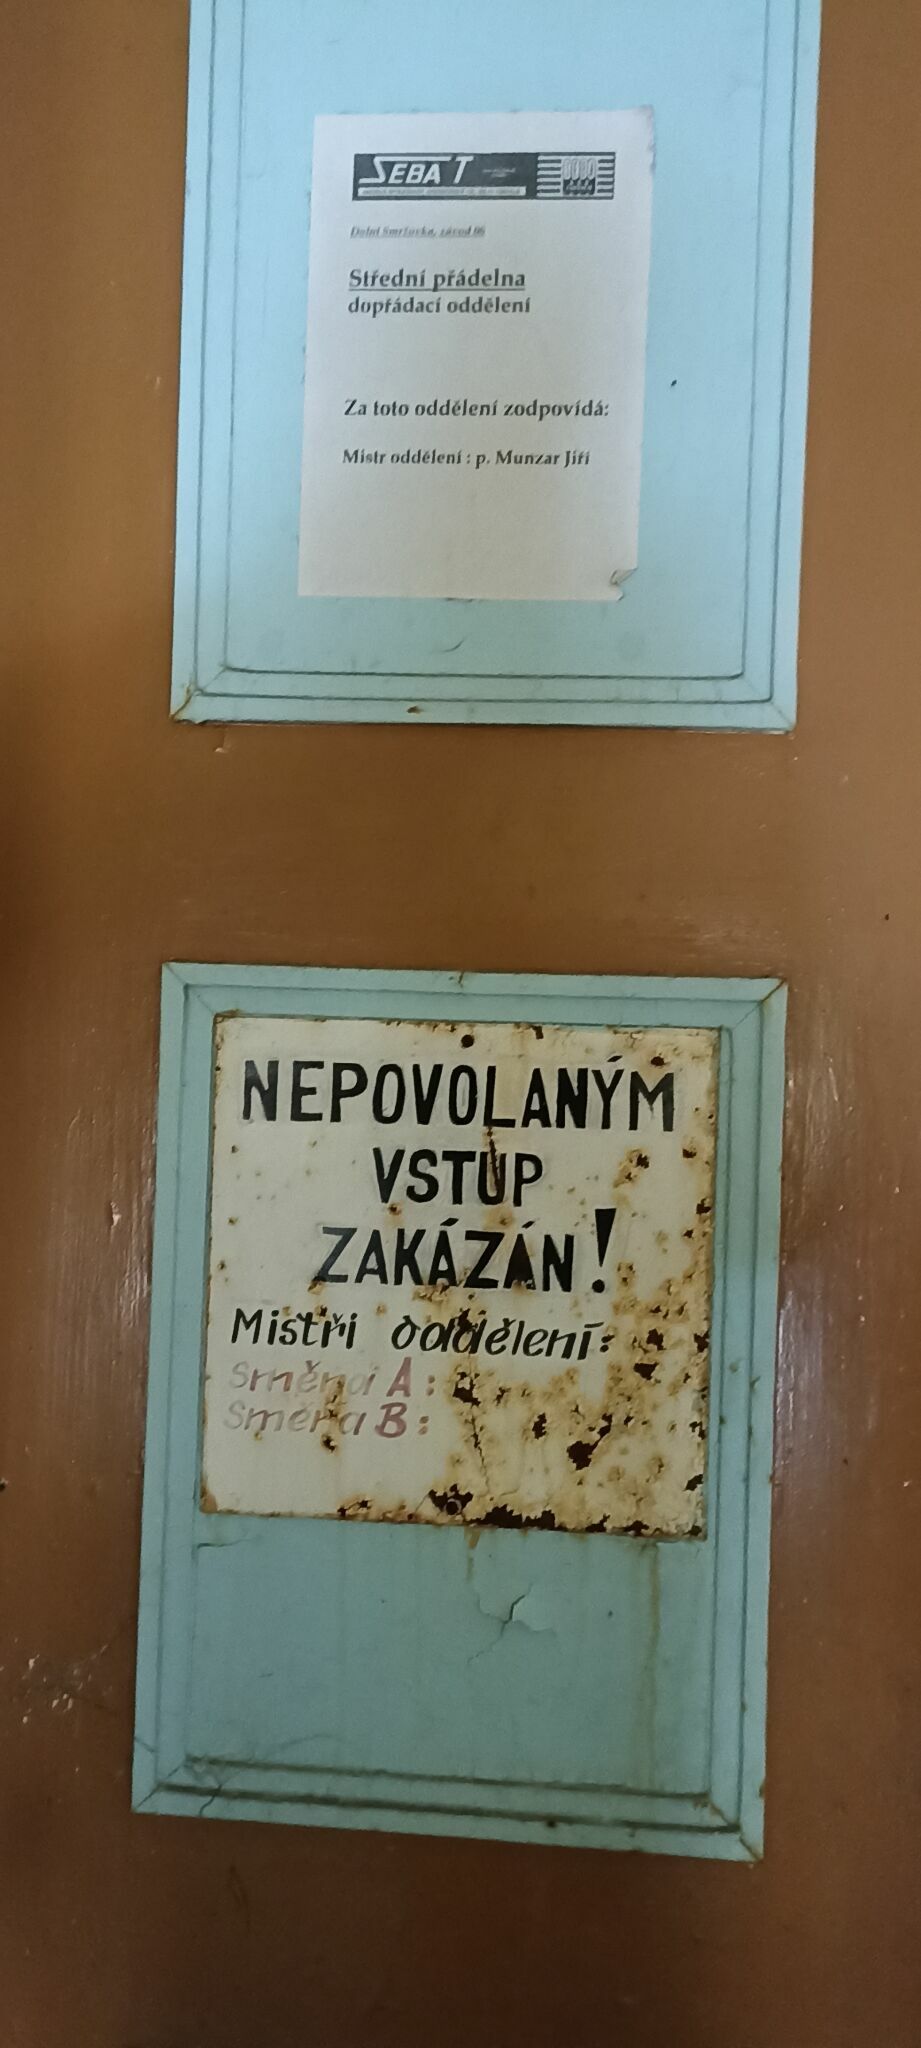 SEBA T
Dolní Smržovka, závod 06
Střední přádelna
dopřádací oddělení
Za toto oddělení zodpovídá:
Mistr oddělení : p. Munzar Jiří
NEPOVOLANÝM
VSTUP
ZAKÁZÁN!
Mistři oddělení:
Směna A :
Směna B :